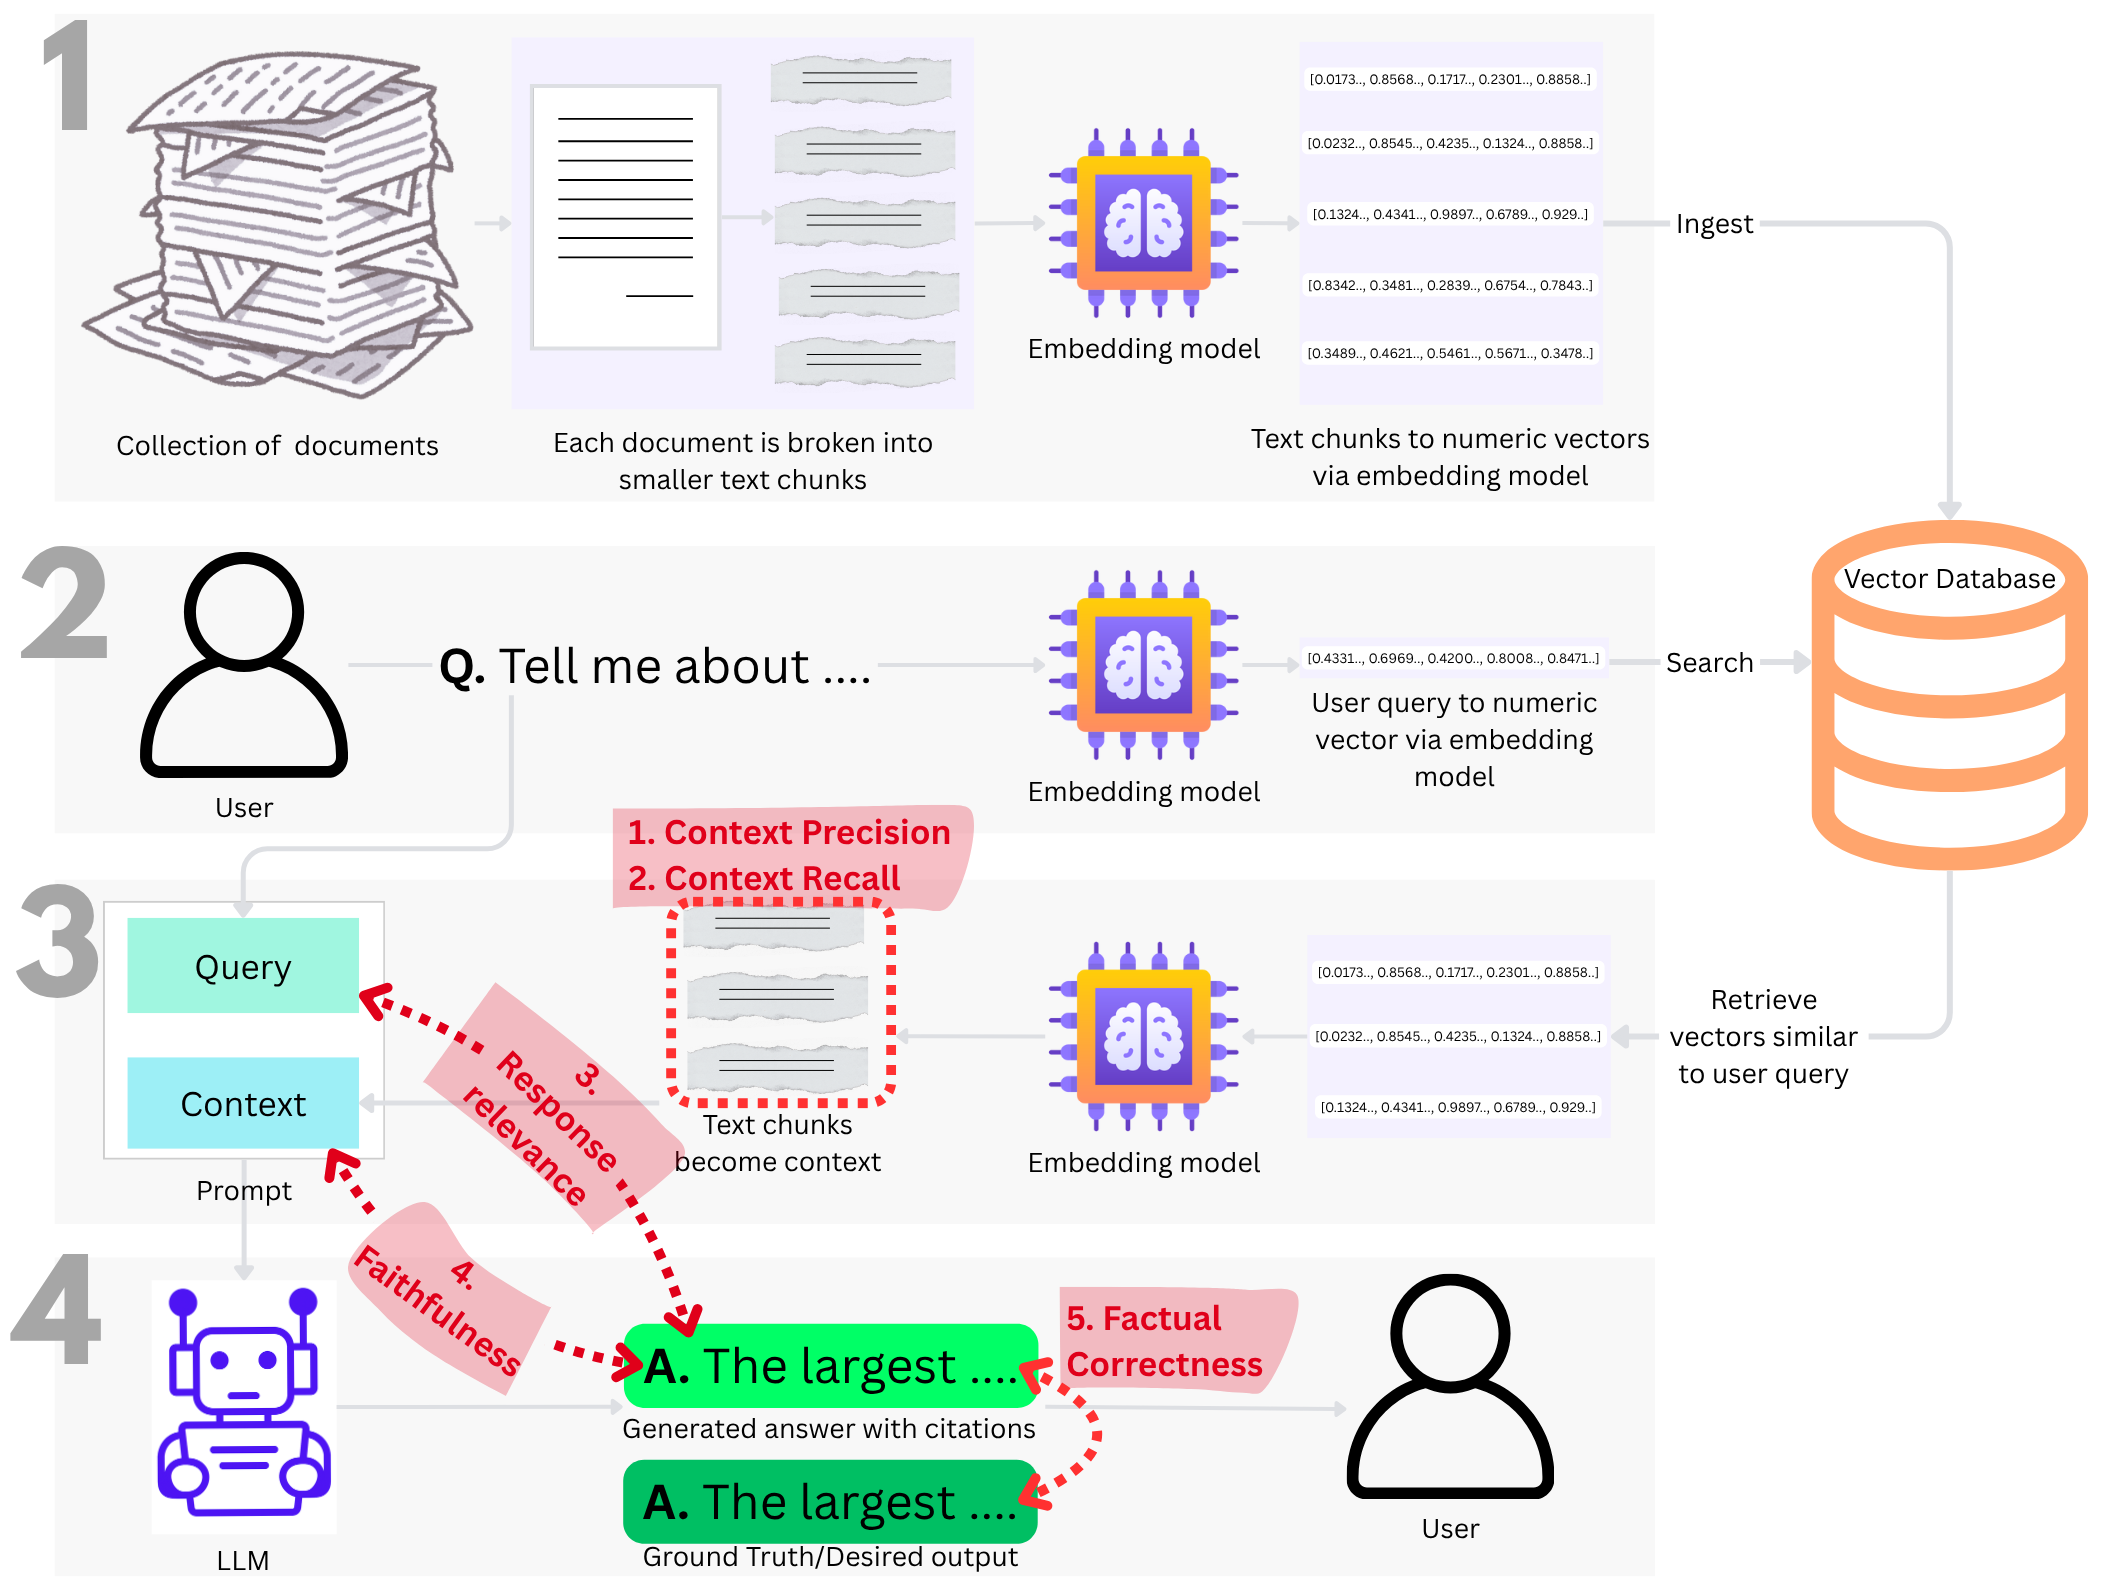 1
[0.0173.., 0.8568.., 0.1717.., 0.2301.., 0.8858..]
[0.0232.., 0.8545.., 0.4235.., 0.1324.., 0.8858..]
[0.1324.., 0.4341.., 0.9897.., 0.6789.., 0.929..]
[0.8342.., 0.3481.., 0.2839.., 0.6754.., 0.7843..]
[0.3489.., 0.4621.., 0.5461.., 0.5671.., 0.3478..]
Ingest
Embedding model
Collection of documents
Each document is broken into
smaller text chunks
Text chunks to numeric vectors
via embedding model
2
Vector Database
Q. Tell me about ....
[0.4331.., 0.6969.., 0.4200.., 0.8008.., 0.8471..]
Search
User query to numeric
vector via embedding
model
Embedding model
User
1. Context Precision
2. Context Recall
3
Query
Context
Prompt
3.
Response
relevance
Text chunks
become context
Embedding model
[0.0173.., 0.8568.., 0.1717.., 0.2301.., 0.8858..]
[0.0232.., 0.8545.., 0.4235.., 0.1324.., 0.8858..]
[0.1324.., 0.4341.., 0.9897.., 0.6789.., 0.929..]
Retrieve
vectors similar
to user query
4
4.
Faithfulness
A. The largest ....
Generated answer with citations
5. Factual
Correctness
A. The largest ....
Ground Truth/Desired output
LLM
User